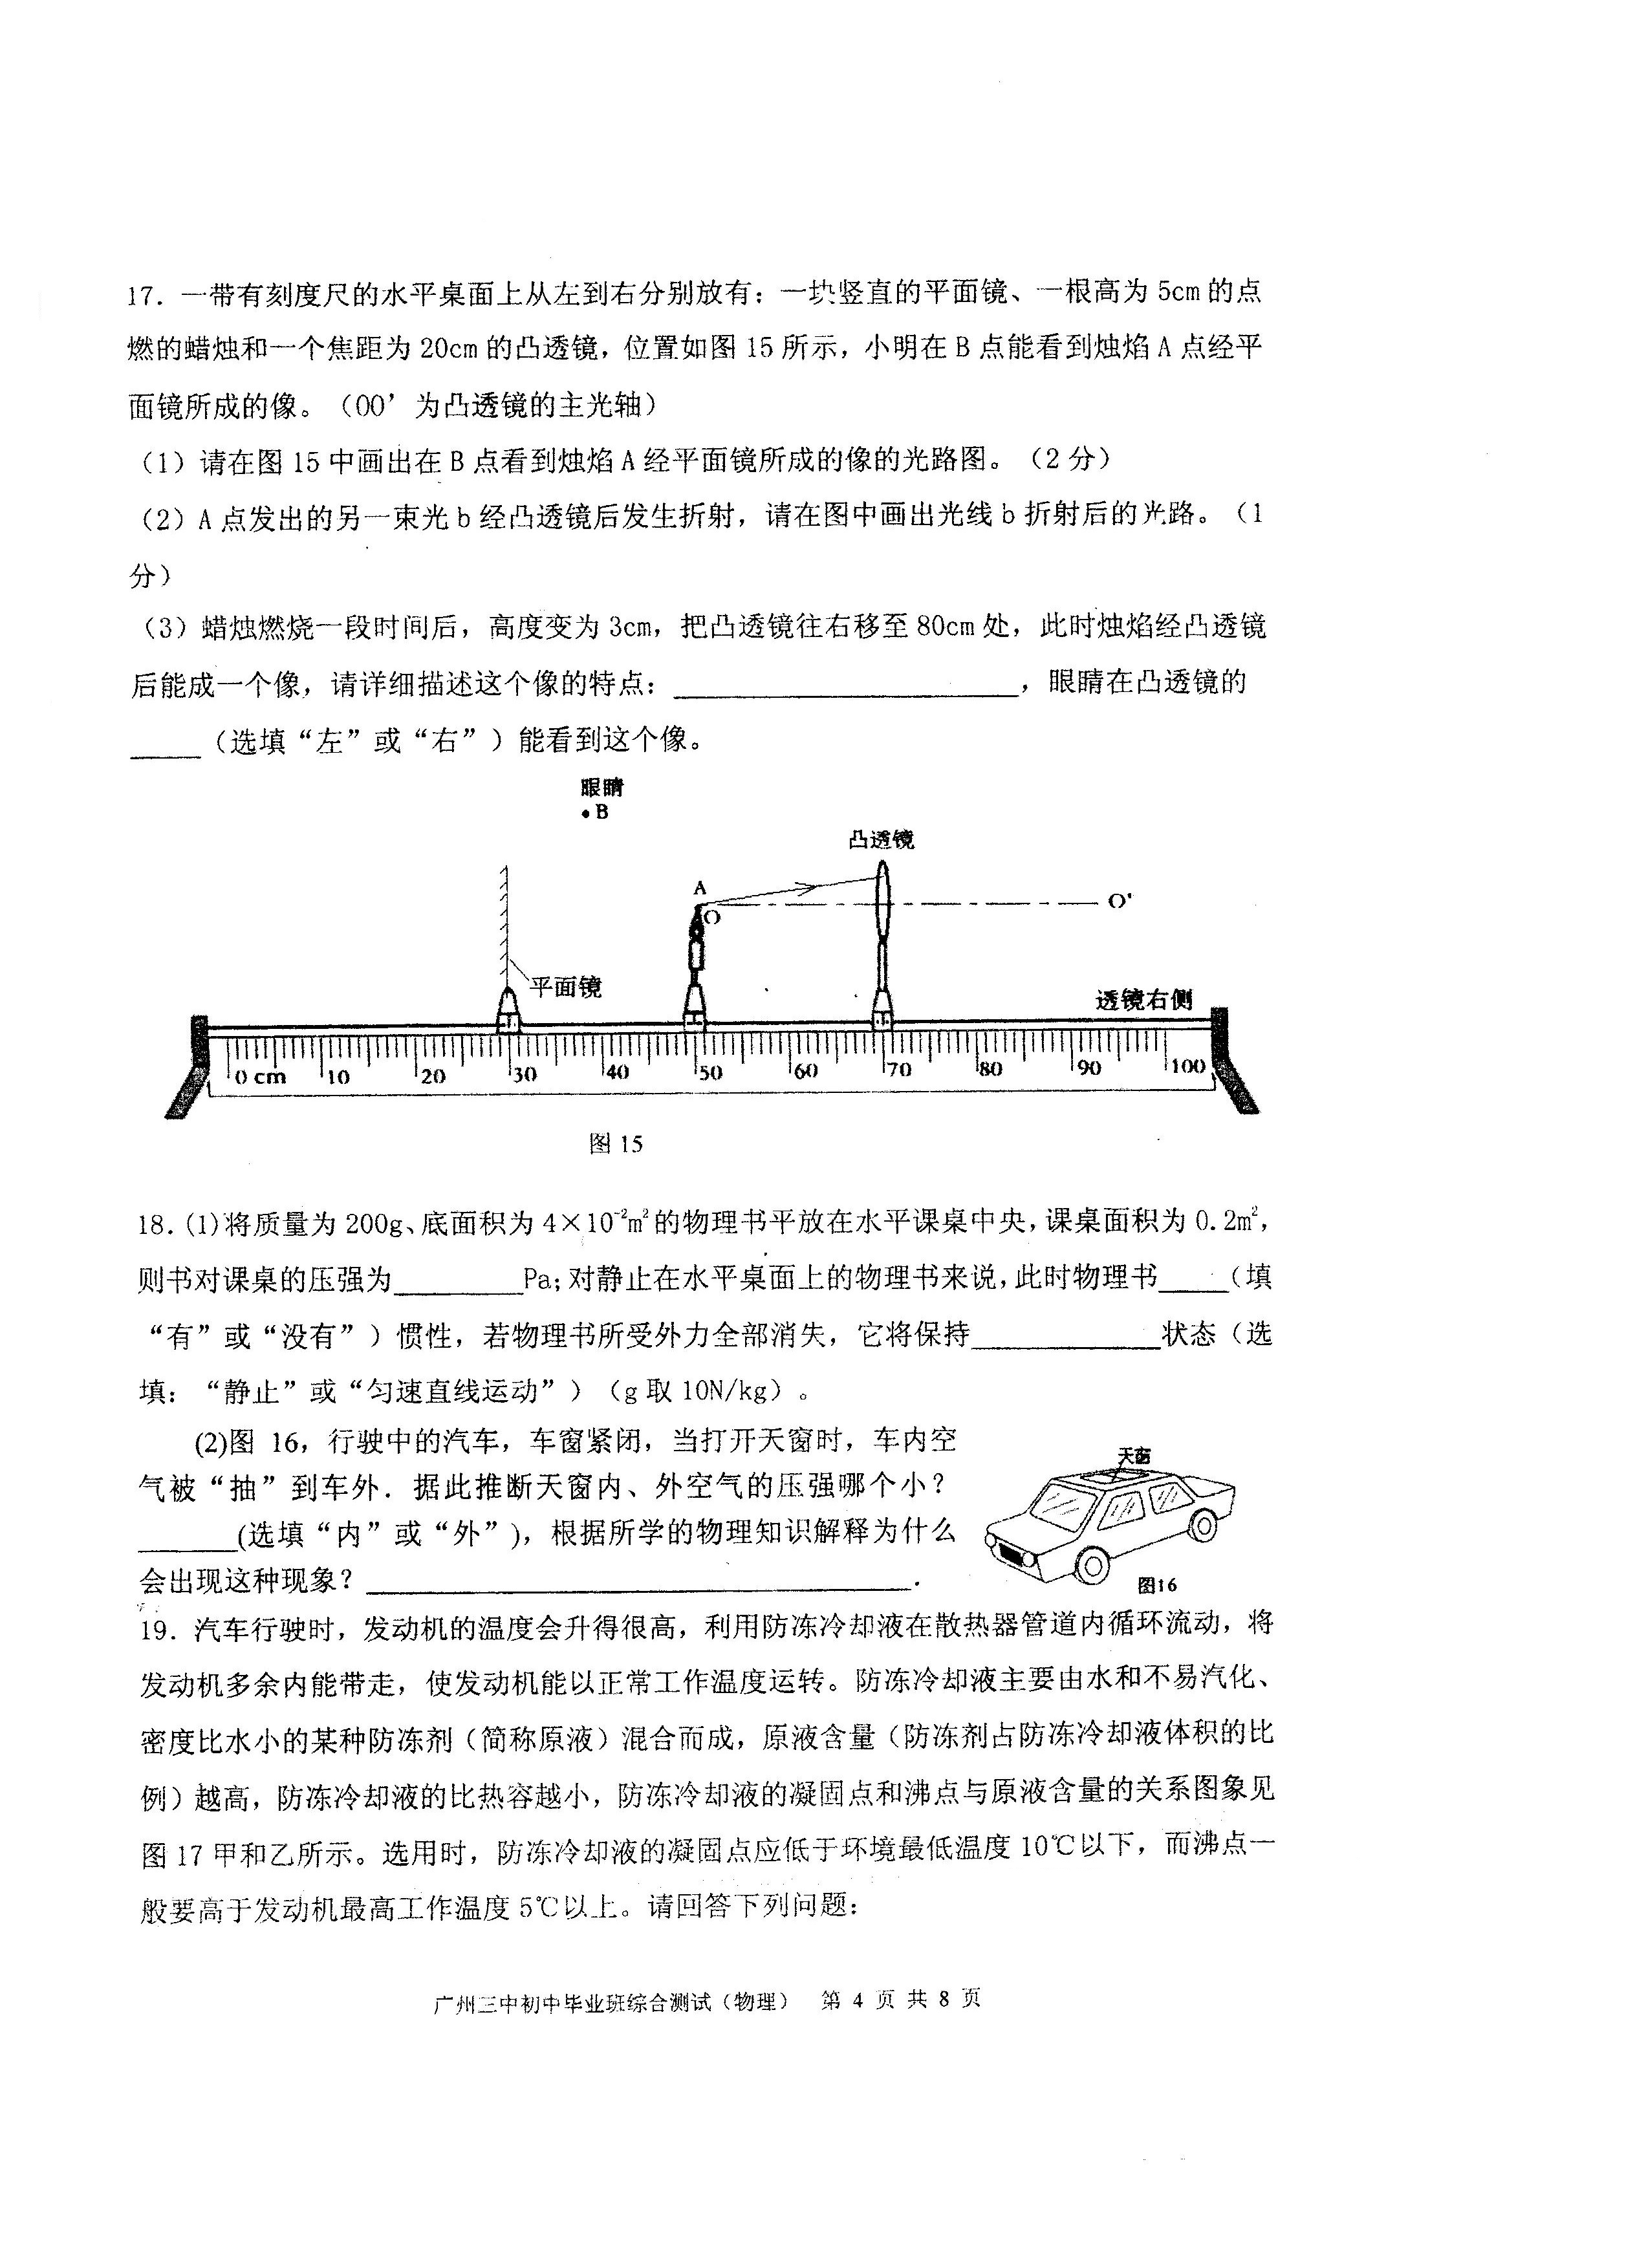 17. 一带有刻度尺的水平桌面上从左到右分别放有：一块竖直的平面镜、一根高为 5cm 的点
燃的蜡烛和一个焦距为 20cm 的凸透镜，位置如图 15 所示，小明在 B 点能看到烛焰 A 点经平
面镜所成的像。（OO′为凸透镜的主光轴）
（1）请在图 15 中画出在 B 点看到烛焰 A 经平面镜所成的像的光路图。（2 分）
（2）A 点发出的另一束光 b 经凸透镜后发生折射，请在图中画出光线 b 折射后的光路。（1
分）
（3）蜡烛燃烧一段时间后，高度变为 3cm，把凸透镜往右移至 80cm 处，此时烛焰经凸透镜
后能成一个像，请详细描述这个像的特点：____________，眼睛在凸透镜的
____（选填“左”或“右”）能看到这个像。
眼睛
•B
凸透镜
A
O
O'
平面镜
透镜右侧
0 cm 10 20 30 40 50 60 70 80 90 100
图 15
18. (1)将质量为 200g、底面积为 4×10⁻²m² 的物理书平放在水平课桌中央，课桌面积为 0.2m²，
则书对课桌的压强为________Pa；对静止在水平桌面上的物理书来说，此时物理书____（填
“有”或“没有”）惯性，若物理书所受外力全部消失，它将保持____________状态（选
填：“静止”或“匀速直线运动”）（g 取 10N/kg）。
(2)图 16，行驶中的汽车，车窗紧闭，当打开天窗时，车内空
气被“抽”到车外．据此推断天窗内、外空气的压强哪个小？
______(选填“内”或“外”)，根据所学的物理知识解释为什么
会出现这种现象？____________________________．
天窗
图16
19. 汽车行驶时，发动机的温度会升得很高，利用防冻冷却液在散热器管道内循环流动，将
发动机多余内能带走，使发动机能以正常工作温度运转。防冻冷却液主要由水和不易汽化、
密度比水小的某种防冻剂（简称原液）混合而成，原液含量（防冻剂占防冻冷却液体积的比
例）越高，防冻冷却液的比热容越小，防冻冷却液的凝固点和沸点与原液含量的关系图象见
图 17 甲和乙所示。选用时，防冻冷却液的凝固点应低于环境最低温度 10℃以下，而沸点一
般要高于发动机最高工作温度 5℃以上。请回答下列问题：
广州三中初中毕业班综合测试（物理） 第 4 页 共 8 页